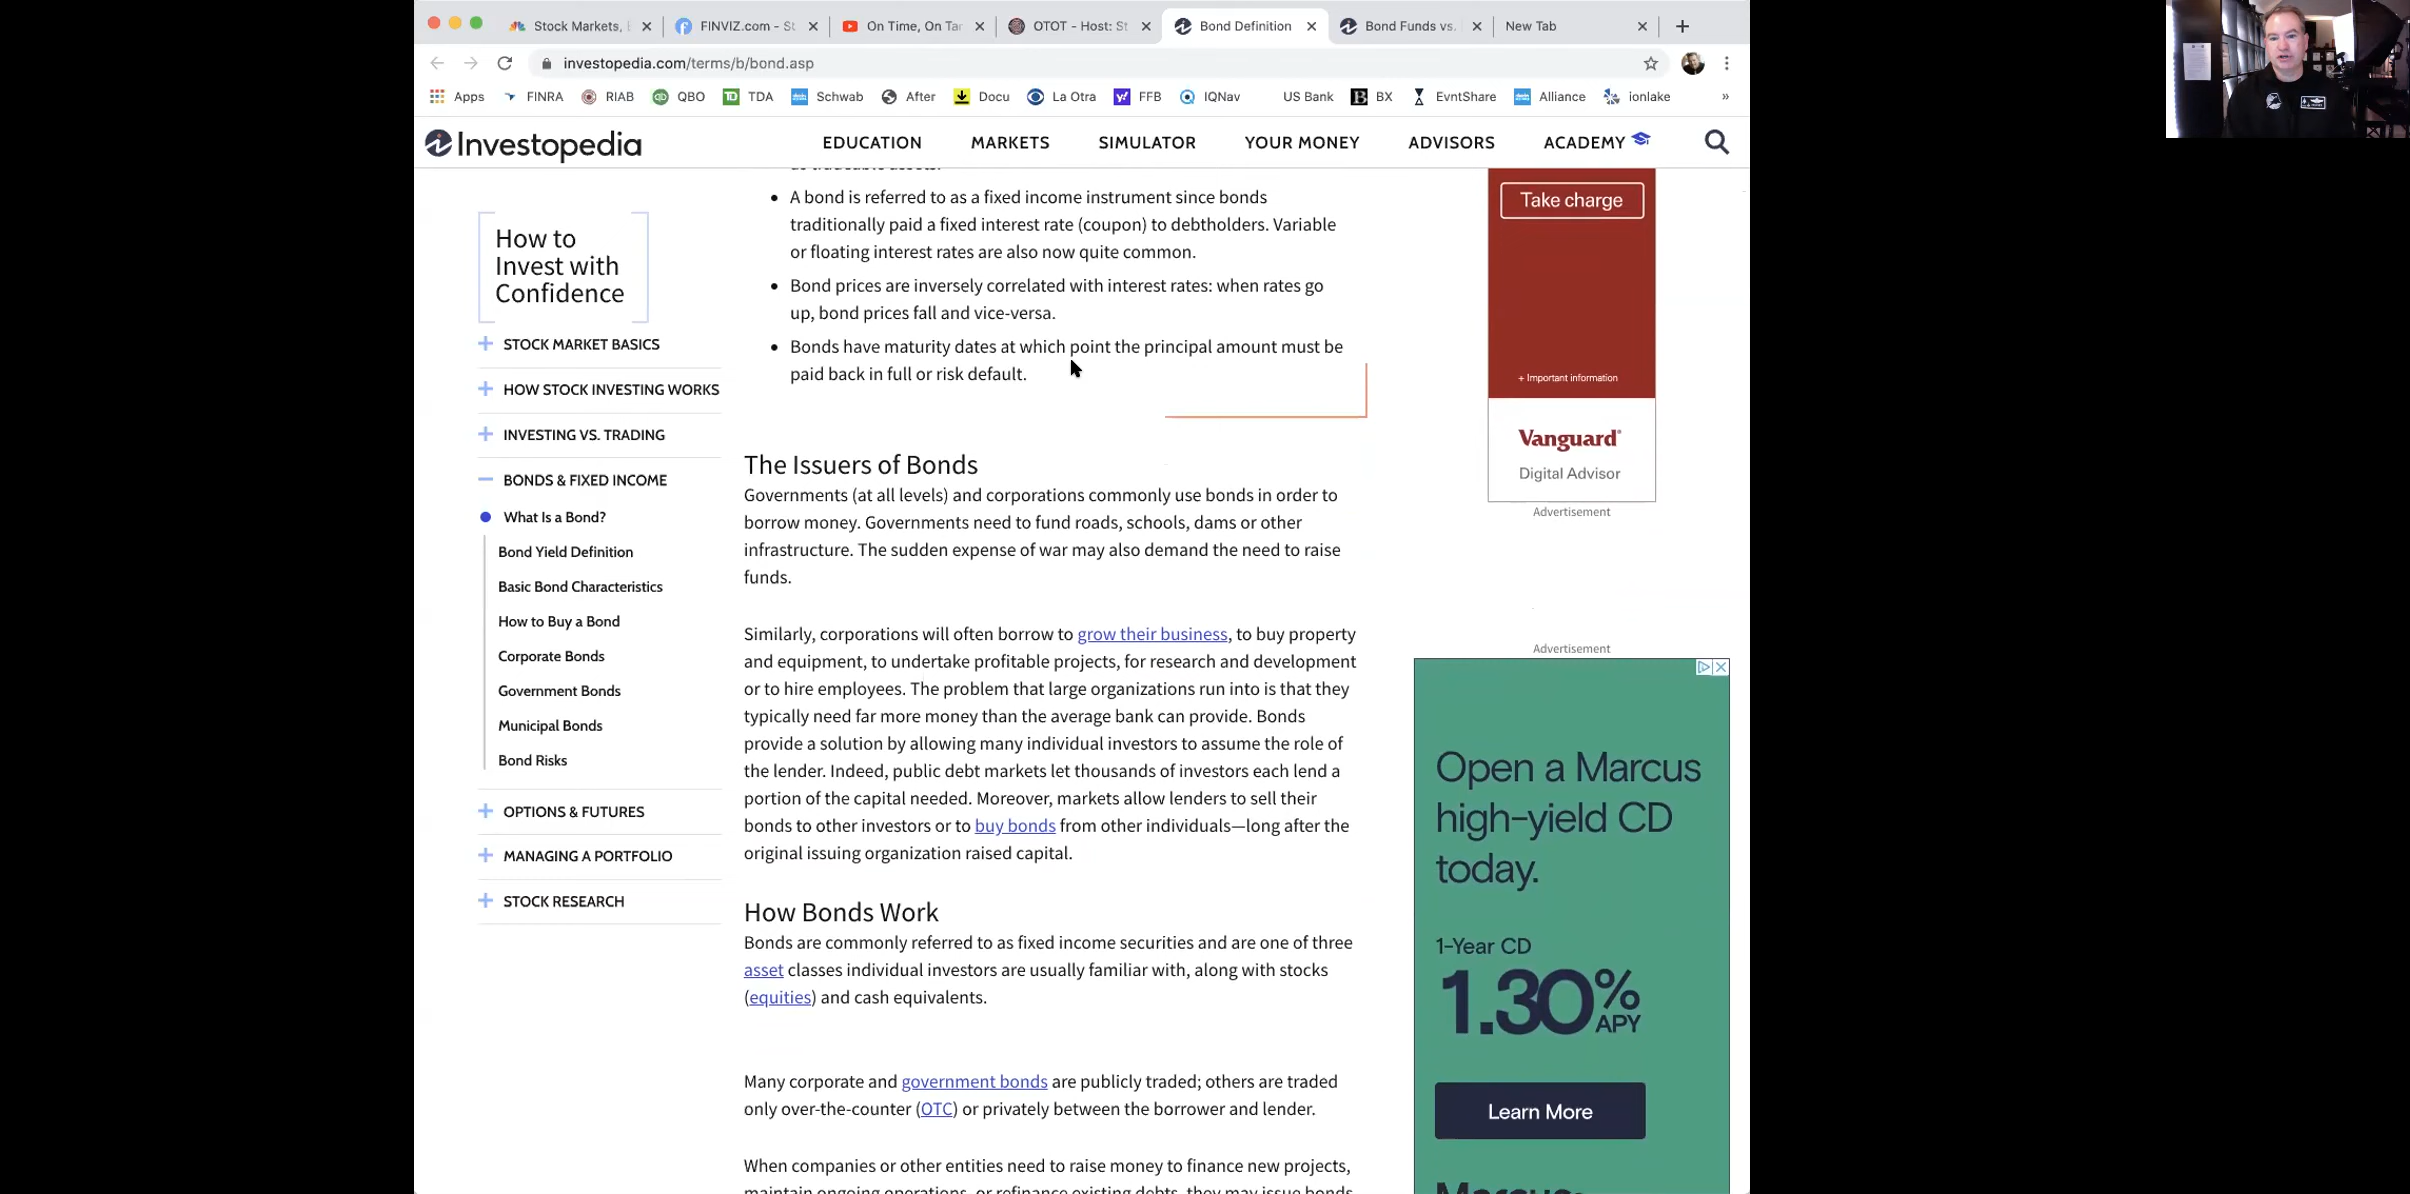 Stock Markets,
FINVIZ.com - St
On Time, On Tar
OTOT - Host: St
Bond Definition
Bond Funds vs.
New Tab
investopedia.com/terms/b/bond.asp
Apps
FINRA
RIAB
QBO
TDA
Schwab
After
Docu
La Otra
FFB
IQNav
US Bank
BX
EvntShare
Alliance
ionlake
»
Investopedia
EDUCATION
MARKETS
SIMULATOR
YOUR MONEY
ADVISORS
ACADEMY
How to
Invest with
Confidence
STOCK MARKET BASICS
HOW STOCK INVESTING WORKS
INVESTING VS. TRADING
BONDS & FIXED INCOME
What Is a Bond?
Bond Yield Definition
Basic Bond Characteristics
How to Buy a Bond
Corporate Bonds
Government Bonds
Municipal Bonds
Bond Risks
OPTIONS & FUTURES
MANAGING A PORTFOLIO
STOCK RESEARCH
as tradeable assets.
A bond is referred to as a fixed income instrument since bonds
traditionally paid a fixed interest rate (coupon) to debtholders. Variable
or floating interest rates are also now quite common.
Bond prices are inversely correlated with interest rates: when rates go
up, bond prices fall and vice-versa.
Bonds have maturity dates at which point the principal amount must be
paid back in full or risk default.
The Issuers of Bonds
Governments (at all levels) and corporations commonly use bonds in order to
borrow money. Governments need to fund roads, schools, dams or other
infrastructure. The sudden expense of war may also demand the need to raise
funds.
Similarly, corporations will often borrow to grow their business, to buy property
and equipment, to undertake profitable projects, for research and development
or to hire employees. The problem that large organizations run into is that they
typically need far more money than the average bank can provide. Bonds
provide a solution by allowing many individual investors to assume the role of
the lender. Indeed, public debt markets let thousands of investors each lend a
portion of the capital needed. Moreover, markets allow lenders to sell their
bonds to other investors or to buy bonds from other individuals—long after the
original issuing organization raised capital.
How Bonds Work
Bonds are commonly referred to as fixed income securities and are one of three
asset classes individual investors are usually familiar with, along with stocks
(equities) and cash equivalents.
Many corporate and government bonds are publicly traded; others are traded
only over-the-counter (OTC) or privately between the borrower and lender.
When companies or other entities need to raise money to finance new projects,
maintain ongoing operations, or refinance existing debts, they may issue bonds
Take charge
+ Important information
Vanguard®
Digital Advisor
Advertisement
Advertisement
Open a Marcus
high-yield CD
today.
1-Year CD
1.30% APY
Learn More
Marcus